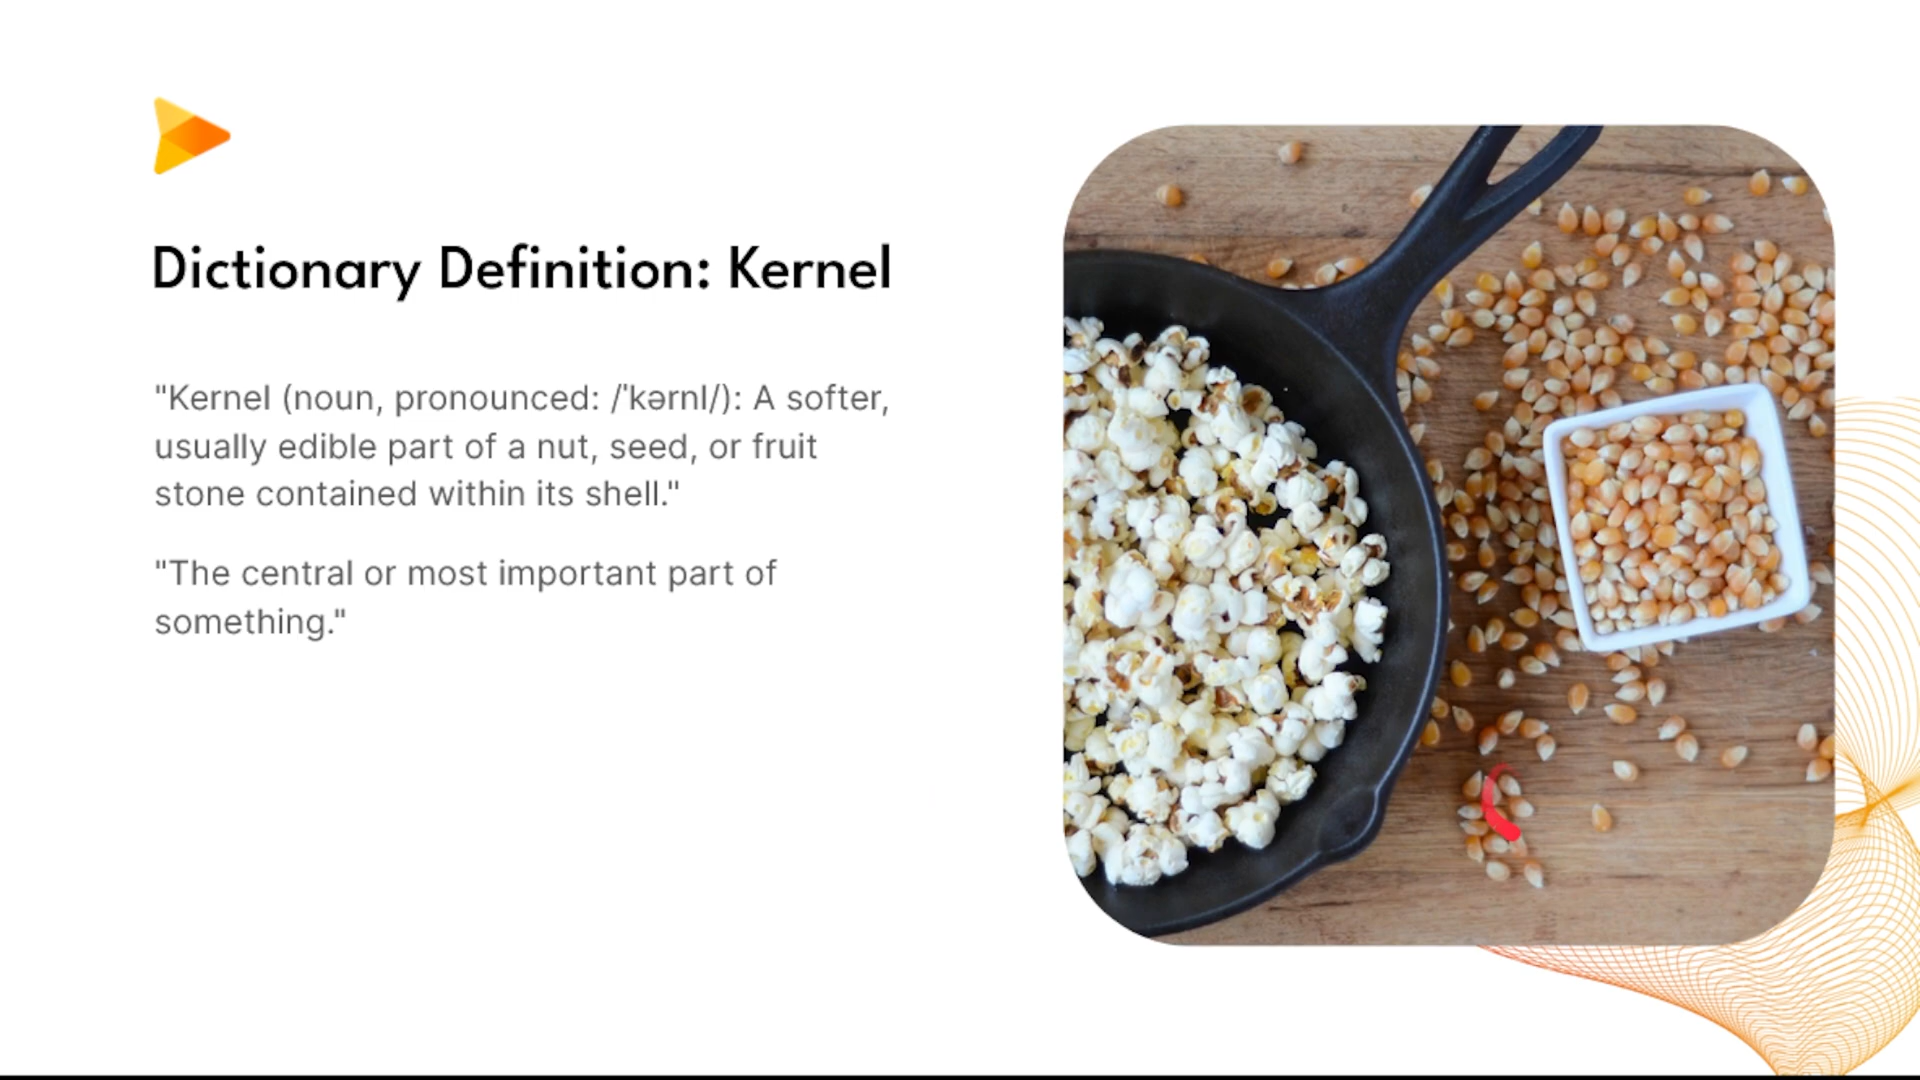 Dictionary Definition: Kernel
"Kernel (noun, pronounced: /'kərnl/): A softer,
usually edible part of a nut, seed, or fruit
stone contained within its shell."
"The central or most important part of
something."